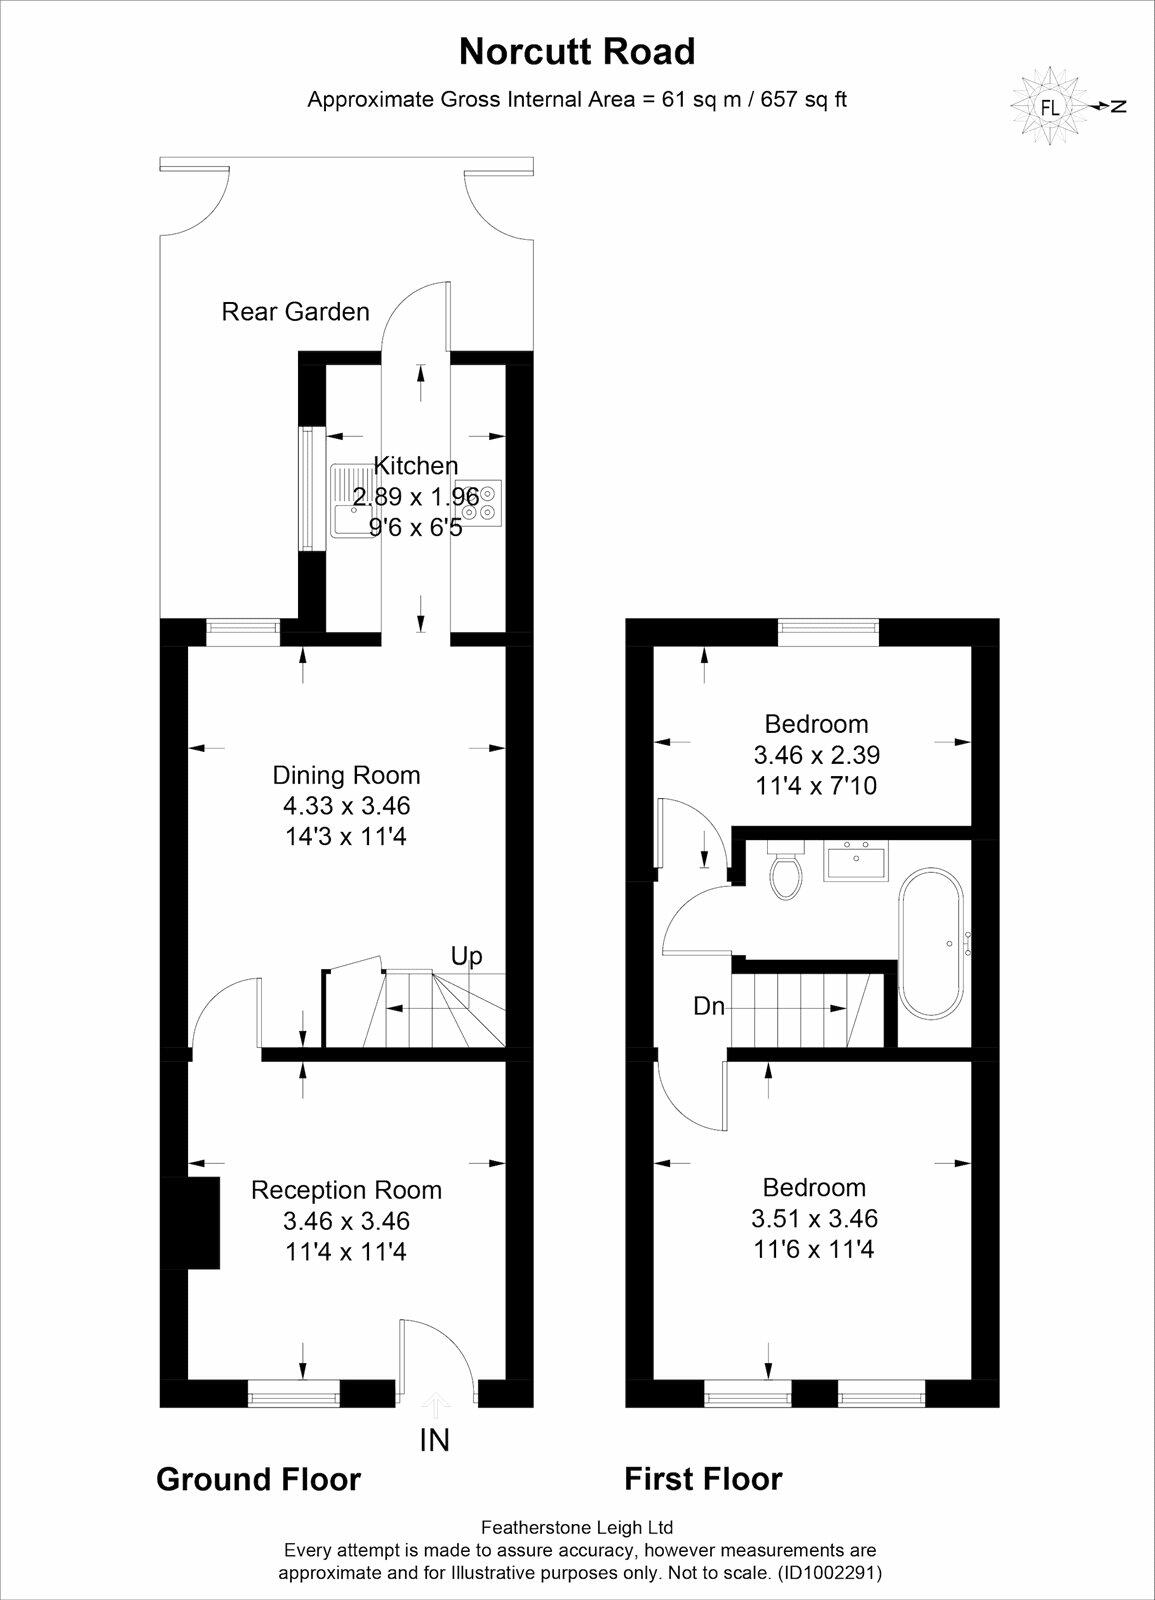 Norcutt Road
Approximate Gross Internal Area = 61 sq m / 657 sq ft
FL
N
Rear Garden
Kitchen
2.89 x 1.96
9'6 x 6'5
Dining Room
4.33 x 3.46
14'3 x 11'4
Up
Reception Room
3.46 x 3.46
11'4 x 11'4
IN
Ground Floor
Bedroom
3.46 x 2.39
11'4 x 7'10
Dn
Bedroom
3.51 x 3.46
11'6 x 11'4
First Floor
Featherstone Leigh Ltd
Every attempt is made to assure accuracy, however measurements are
approximate and for Illustrative purposes only. Not to scale. (ID1002291)